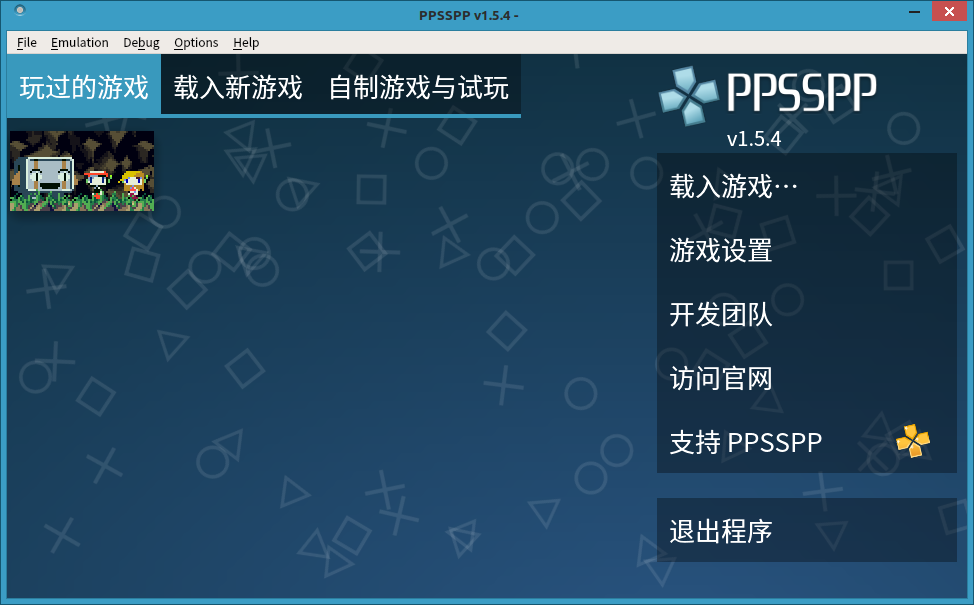 PPSSPP v1.5.4 -
File Emulation Debug Options Help
玩过的游戏 载入新游戏 自制游戏与试玩
PPSSPP
v1.5.4
载入游戏…
游戏设置
开发团队
访问官网
支持 PPSSPP
退出程序